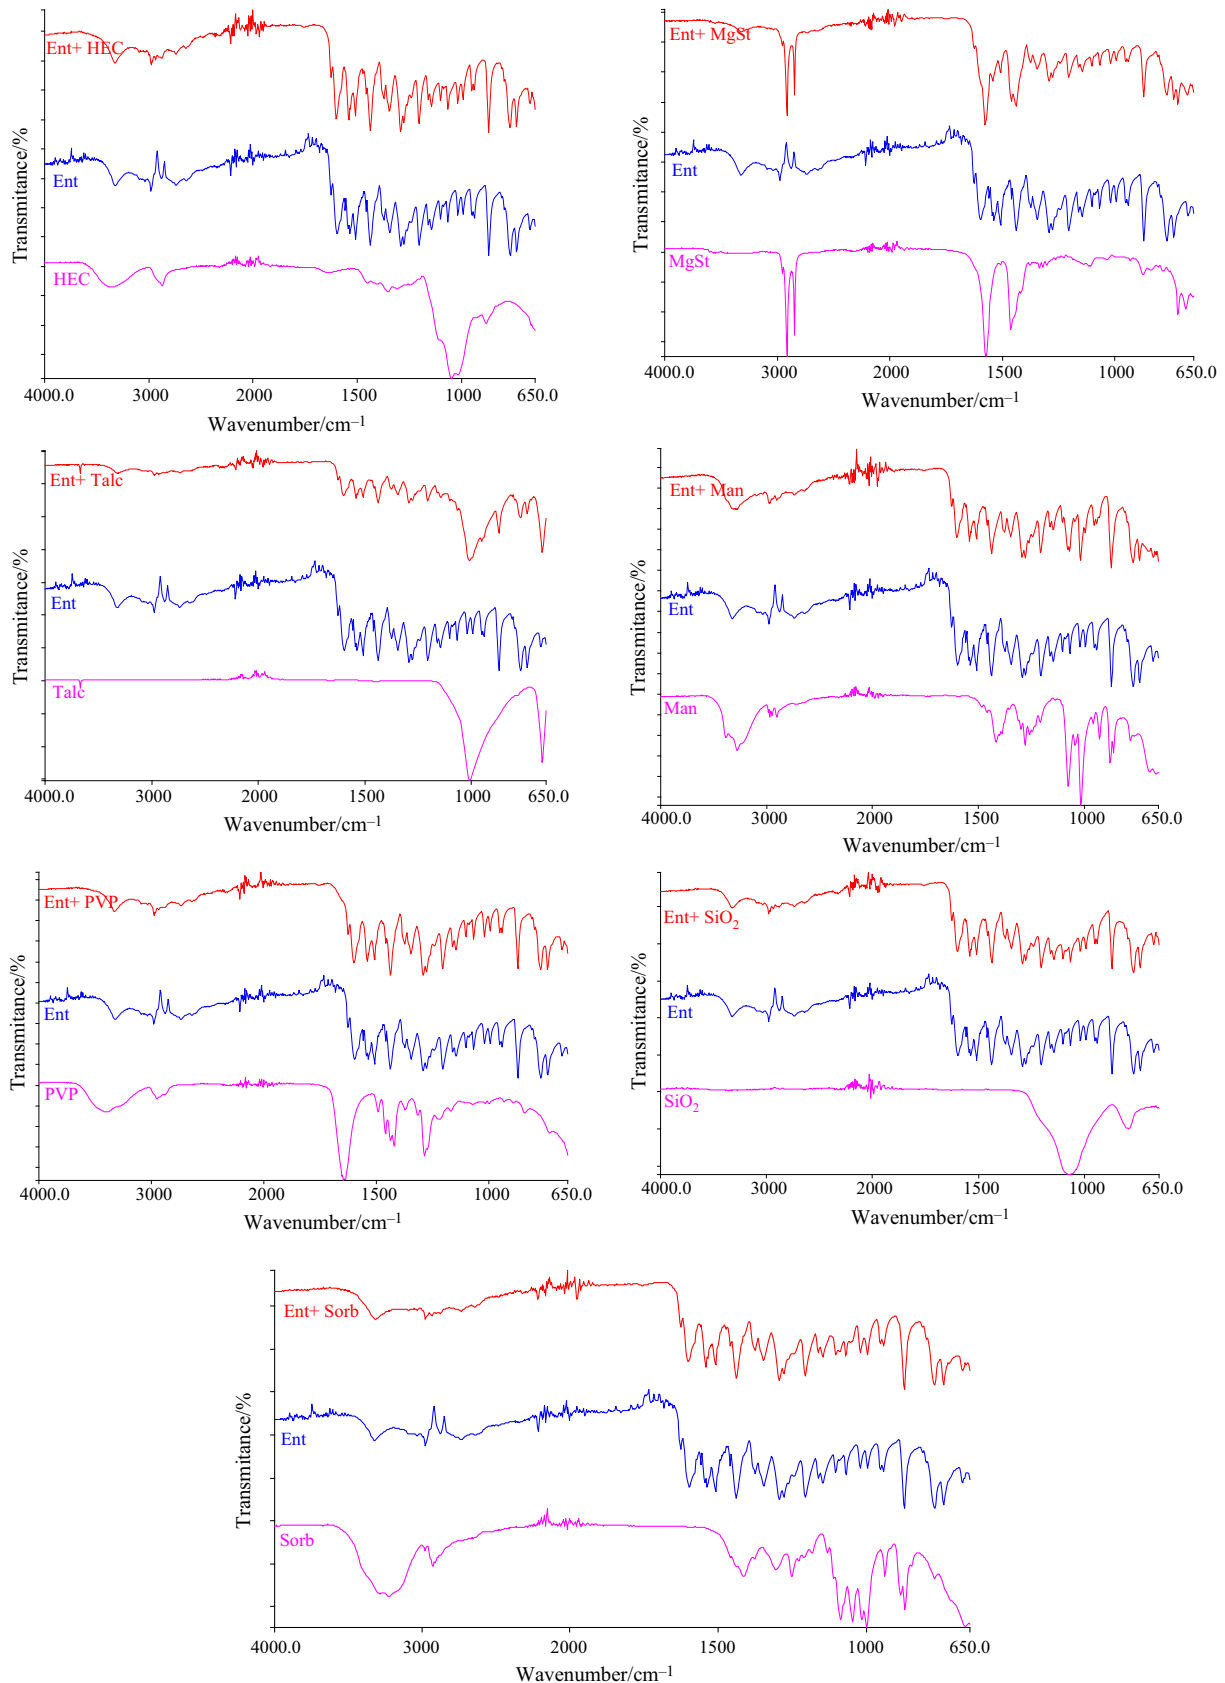 Transmitance/%
Ent+ HEC
Ent
HEC
4000.0 3000 2000 1500 1000 650.0
Wavenumber/cm–1
Transmitance/%
Ent+ MgSt
Ent
MgSt
4000.0 3000 2000 1500 1000 650.0
Wavenumber/cm–1
Transmitance/%
Ent+ Talc
Ent
Talc
4000.0 3000 2000 1500 1000 650.0
Wavenumber/cm–1
Transmitance/%
Ent+ Man
Ent
Man
4000.0 3000 2000 1500 1000 650.0
Wavenumber/cm–1
Transmitance/%
Ent+ PVP
Ent
PVP
4000.0 3000 2000 1500 1000 650.0
Wavenumber/cm–1
Transmitance/%
Ent+ SiO2
Ent
SiO2
4000.0 3000 2000 1500 1000 650.0
Wavenumber/cm–1
Transmitance/%
Ent+ Sorb
Ent
Sorb
4000.0 3000 2000 1500 1000 650.0
Wavenumber/cm–1